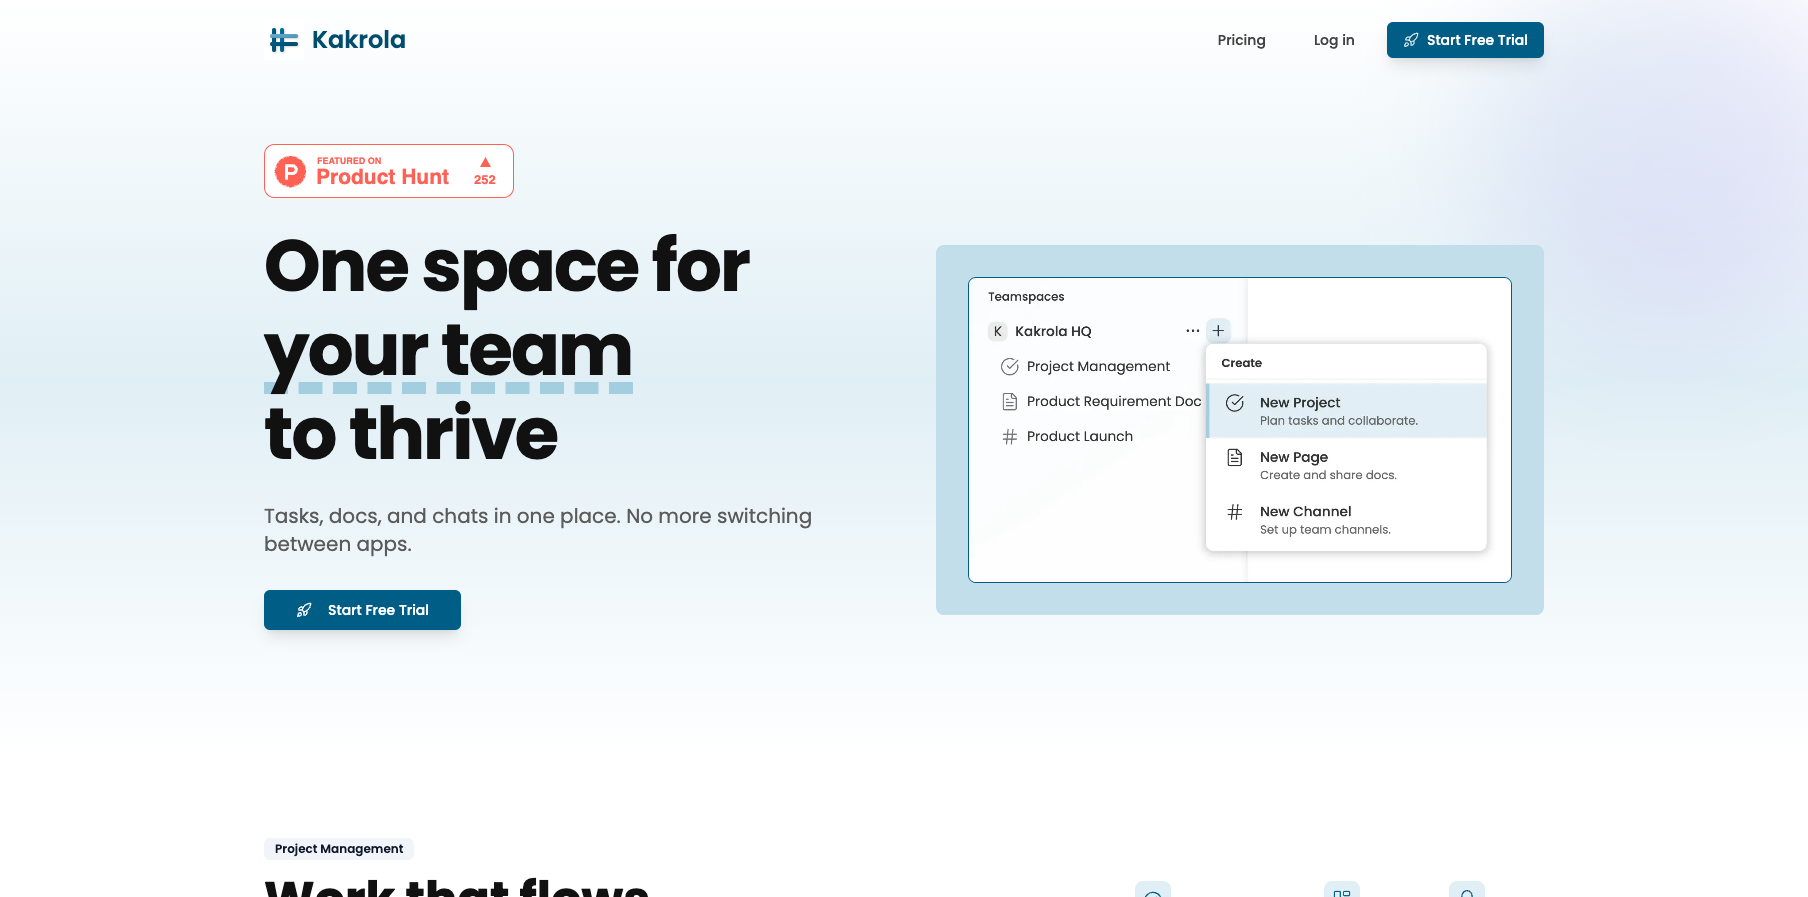 Kakrola
Pricing
Log in
Start Free Trial
FEATURED ON
Product Hunt
252
One space for
your team
to thrive
Tasks, docs, and chats in one place. No more switching
between apps.
Start Free Trial
Teamspaces
K
Kakrola HQ
Project Management
Product Requirement Doc
Product Launch
Create
New Project
Plan tasks and collaborate.
New Page
Create and share docs.
New Channel
Set up team channels.
Project Management
Work that flows